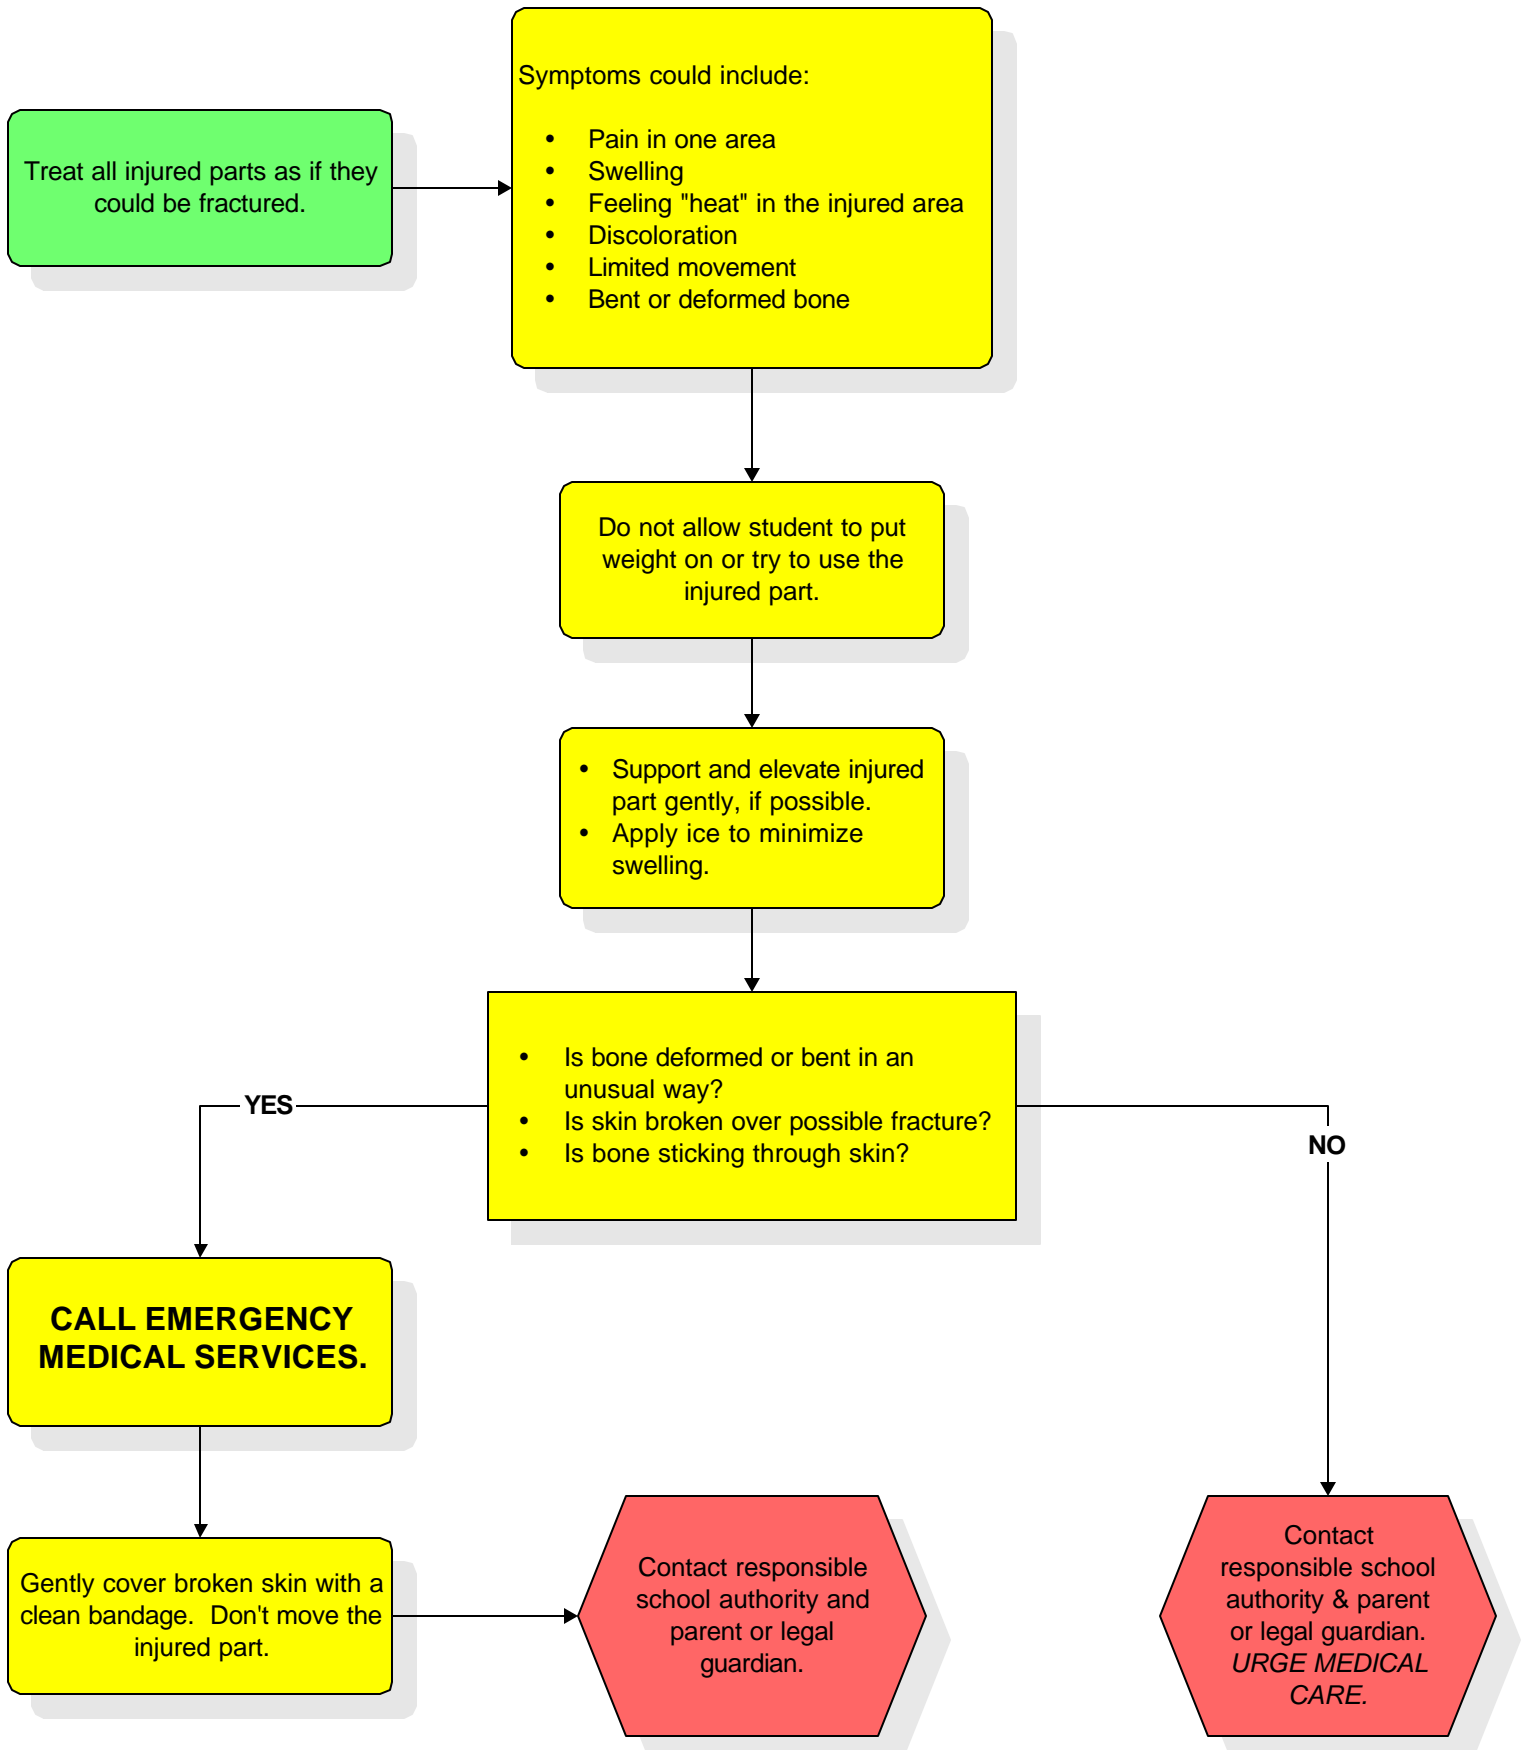 Treat all injured parts as if they
could be fractured.
Symptoms could include:
• Pain in one area
• Swelling
• Feeling "heat" in the injured area
• Discoloration
• Limited movement
• Bent or deformed bone
Do not allow student to put
weight on or try to use the
injured part.
• Support and elevate injured
part gently, if possible.
• Apply ice to minimize
swelling.
• Is bone deformed or bent in an
unusual way?
• Is skin broken over possible fracture?
• Is bone sticking through skin?
YES
NO
CALL EMERGENCY
MEDICAL SERVICES.
Gently cover broken skin with a
clean bandage.  Don't move the
injured part.
Contact responsible
school authority and
parent or legal
guardian.
Contact
responsible school
authority & parent
or legal guardian.
URGE MEDICAL
CARE.